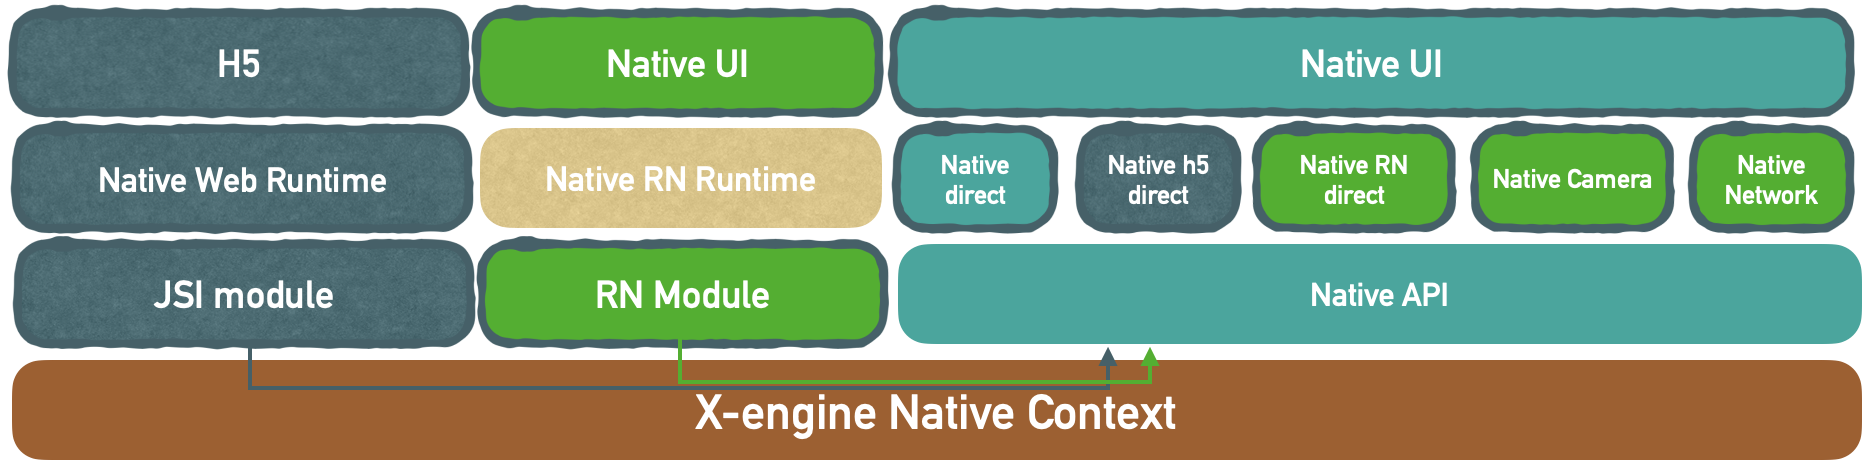 H5
Native UI
Native UI
Native Web Runtime
Native RN Runtime
Native
direct
Native h5
direct
Native RN
direct
Native Camera
Native
Network
JSI module
RN Module
Native API
X-engine Native Context